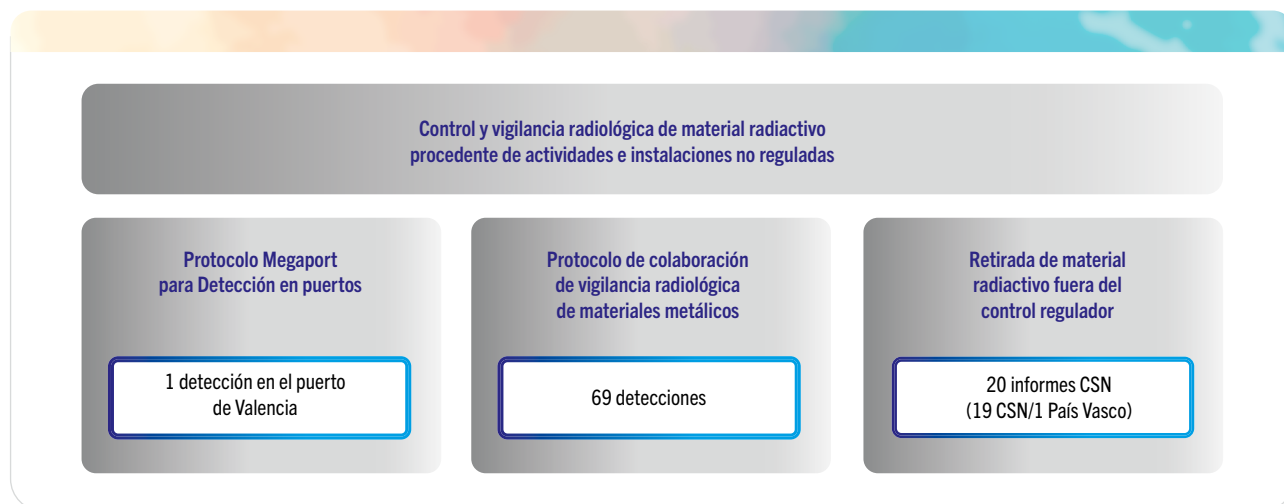 Control y vigilancia radiológica de material radiactivo
procedente de actividades e instalaciones no reguladas
Protocolo Megaport
para Detección en puertos
1 detección en el puerto
de Valencia
Protocolo de colaboración
de vigilancia radiológica
de materiales metálicos
69 detecciones
Retirada de material
radiactivo fuera del
control regulador
20 informes CSN
(19 CSN/1 País Vasco)